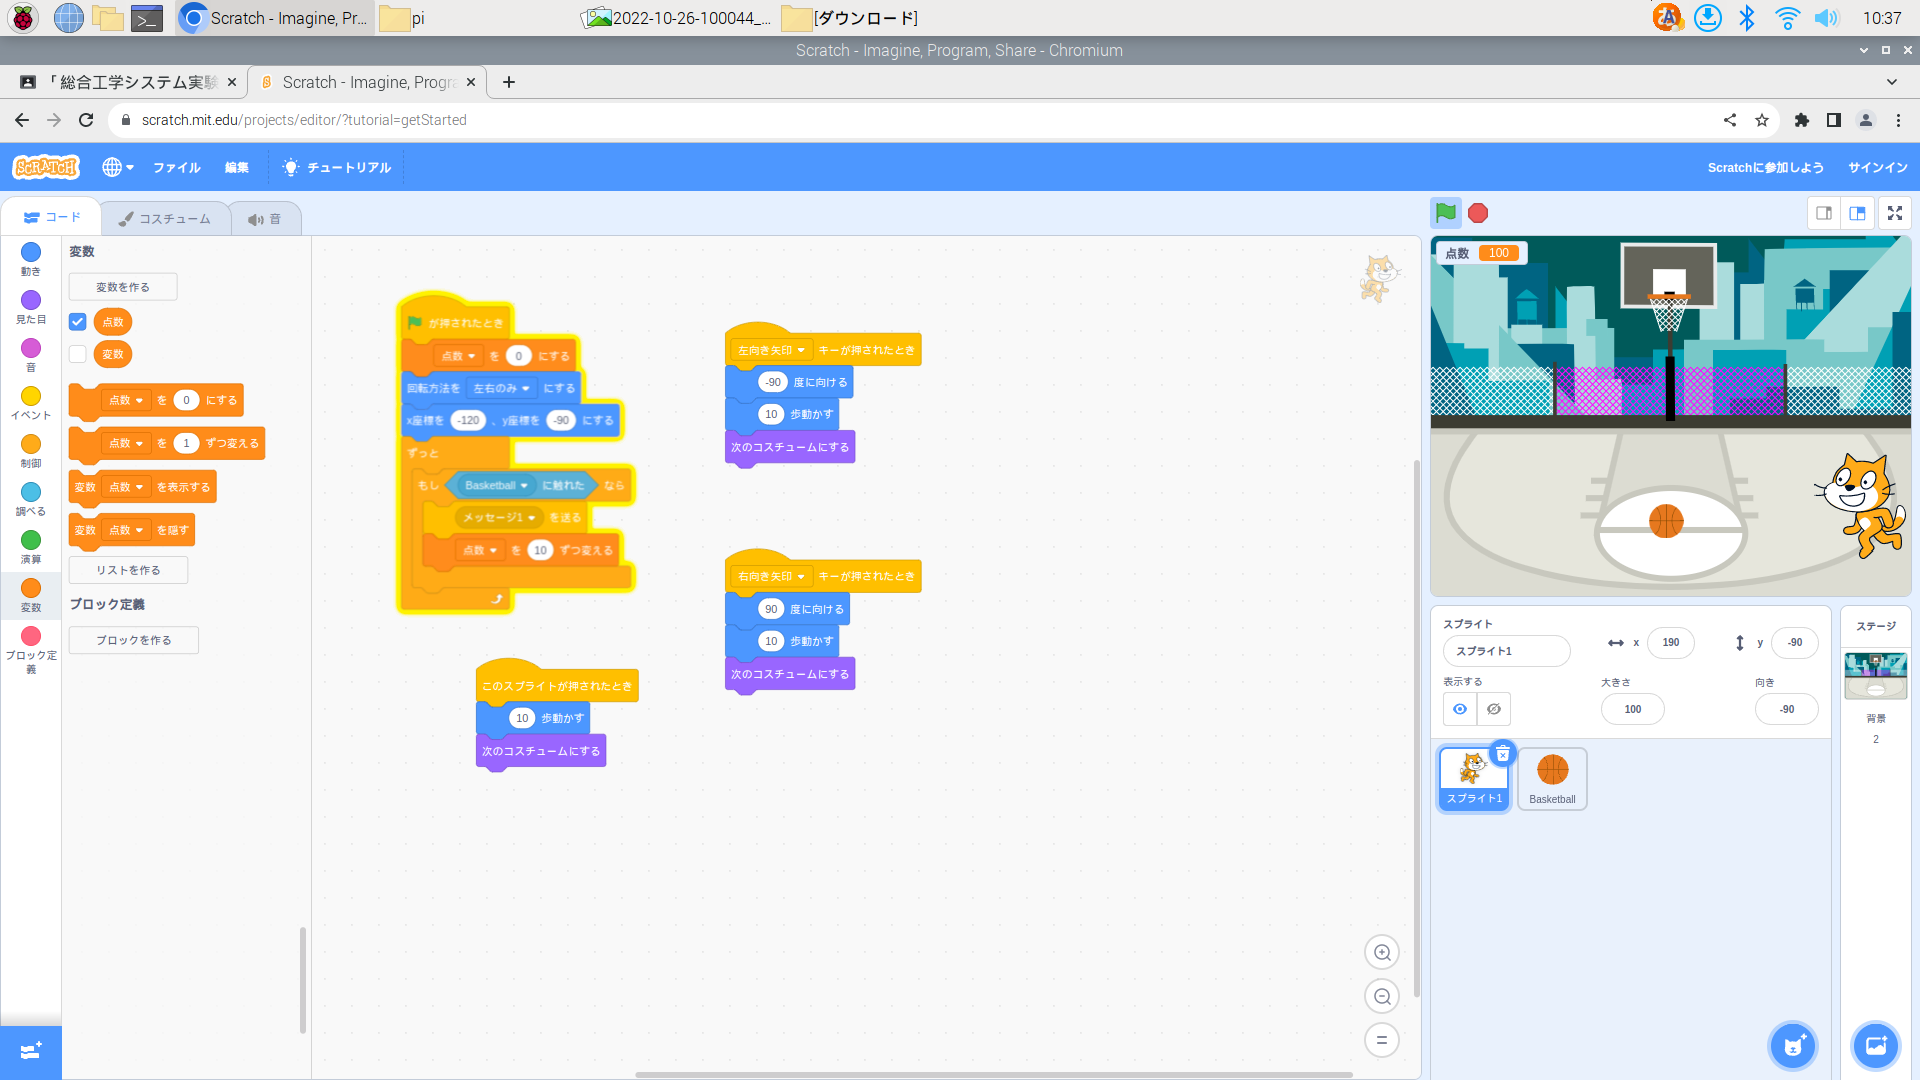 Scratch - Imagine, Pr...
pi
2022-10-26-100044_...
[ダウンロード]
10:37
Scratch - Imagine, Program, Share - Chromium
「総合工学システム実験
Scratch - Imagine, Progra
scratch.mit.edu/projects/editor/?tutorial=getStarted
SCRATCH
ファイル
編集
チュートリアル
Scratchに参加しよう
サインイン
コード
コスチューム
音
動き
見た目
音
イベント
制御
調べる
演算
変数
ブロック定義
変数
変数を作る
点数
変数
点数 を 0 にする
点数 を 1 ずつ変える
変数 点数 を表示する
変数 点数 を隠す
リストを作る
ブロック定義
ブロックを作る
が押されたとき
点数 を 0 にする
回転方法を 左右のみ にする
x座標を -120 、y座標を -90 にする
ずっと
もし Basketball に触れた なら
メッセージ1 を送る
点数 を 10 ずつ変える
このスプライトが押されたとき
10 歩動かす
次のコスチュームにする
左向き矢印 キーが押されたとき
-90 度に向ける
10 歩動かす
次のコスチュームにする
右向き矢印 キーが押されたとき
90 度に向ける
10 歩動かす
次のコスチュームにする
点数 100
スプライト
スプライト1
x 190
y -90
表示する
大きさ
100
向き
-90
スプライト1
Basketball
ステージ
背景
2